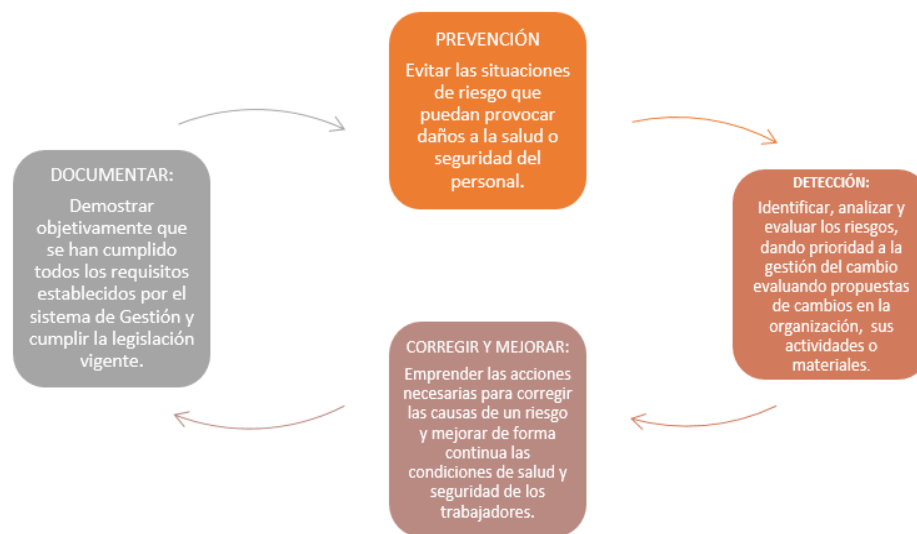 PREVENCIÓN
Evitar las situaciones
de riesgo que
puedan provocar
daños a la salud o
seguridad del
personal.
DETECCIÓN:
Identificar, analizar y
evaluar los riesgos,
dando prioridad a la
gestión del cambio
evaluando propuestas
de cambios en la
organización, sus
actividades o
materiales.
CORREGIR Y MEJORAR:
Emprender las acciones
necesarias para corregir
las causas de un riesgo
y mejorar de forma
continua las
condiciones de salud y
seguridad de los
trabajadores.
DOCUMENTAR:
Demostrar
objetivamente que
se han cumplido
todos los requisitos
establecidos por el
sistema de Gestión y
cumplir la legislación
vigente.